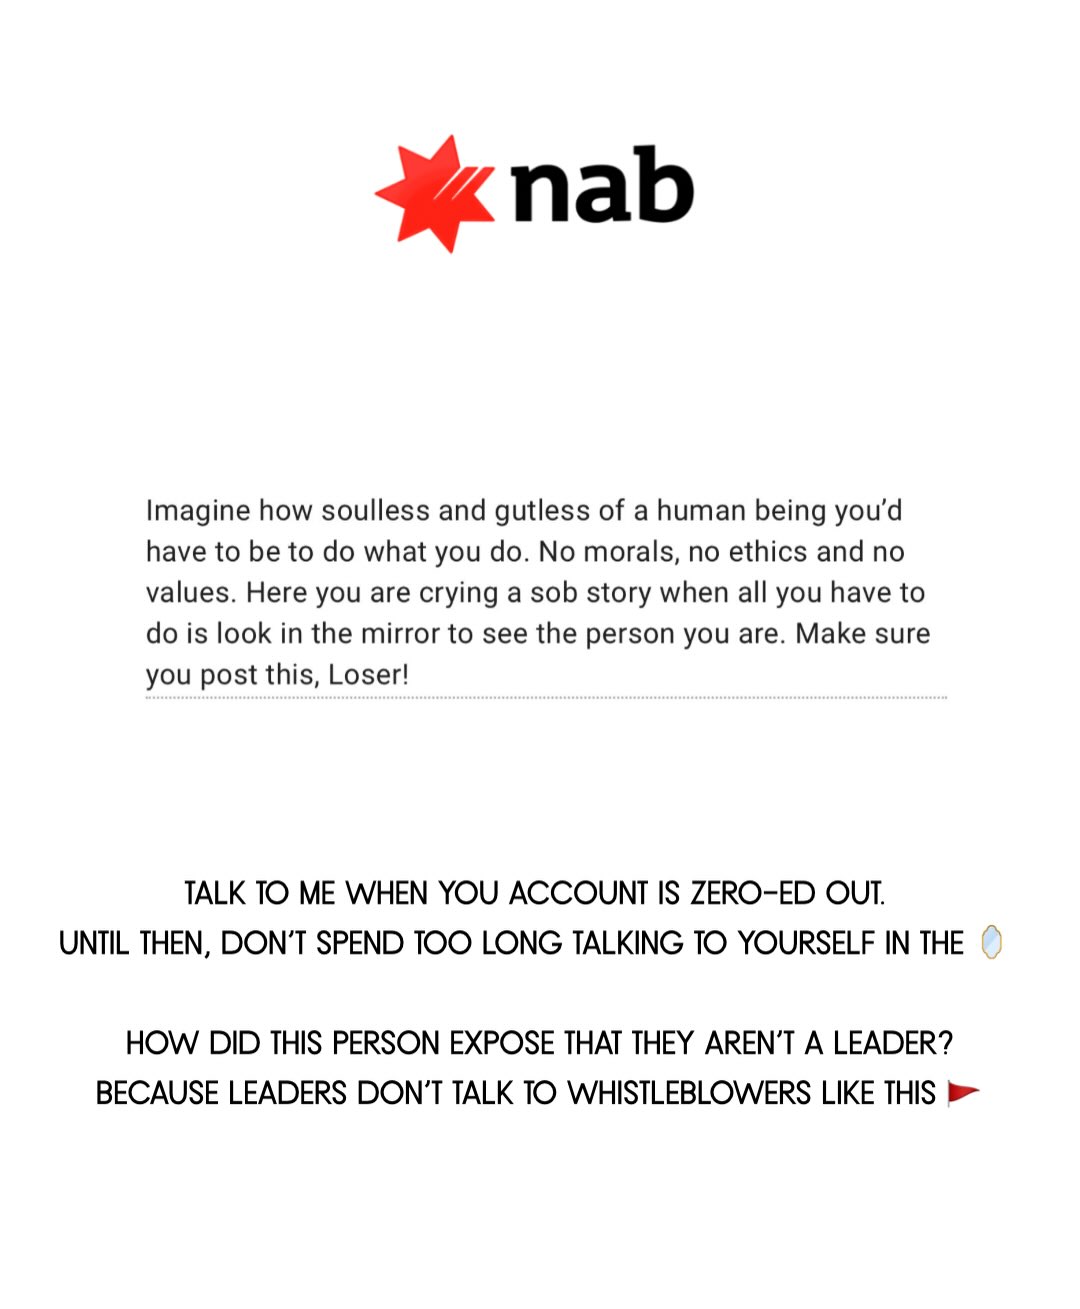 nab
Imagine how soulless and gutless of a human being you’d
have to be to do what you do. No morals, no ethics and no
values. Here you are crying a sob story when all you have to
do is look in the mirror to see the person you are. Make sure
you post this, Loser!
TALK TO ME WHEN YOU ACCOUNT IS ZERO-ED OUT.
UNTIL THEN, DON'T SPEND TOO LONG TALKING TO YOURSELF IN THE 🪞
HOW DID THIS PERSON EXPOSE THAT THEY AREN'T A LEADER?
BECAUSE LEADERS DON'T TALK TO WHISTLEBLOWERS LIKE THIS 🚩